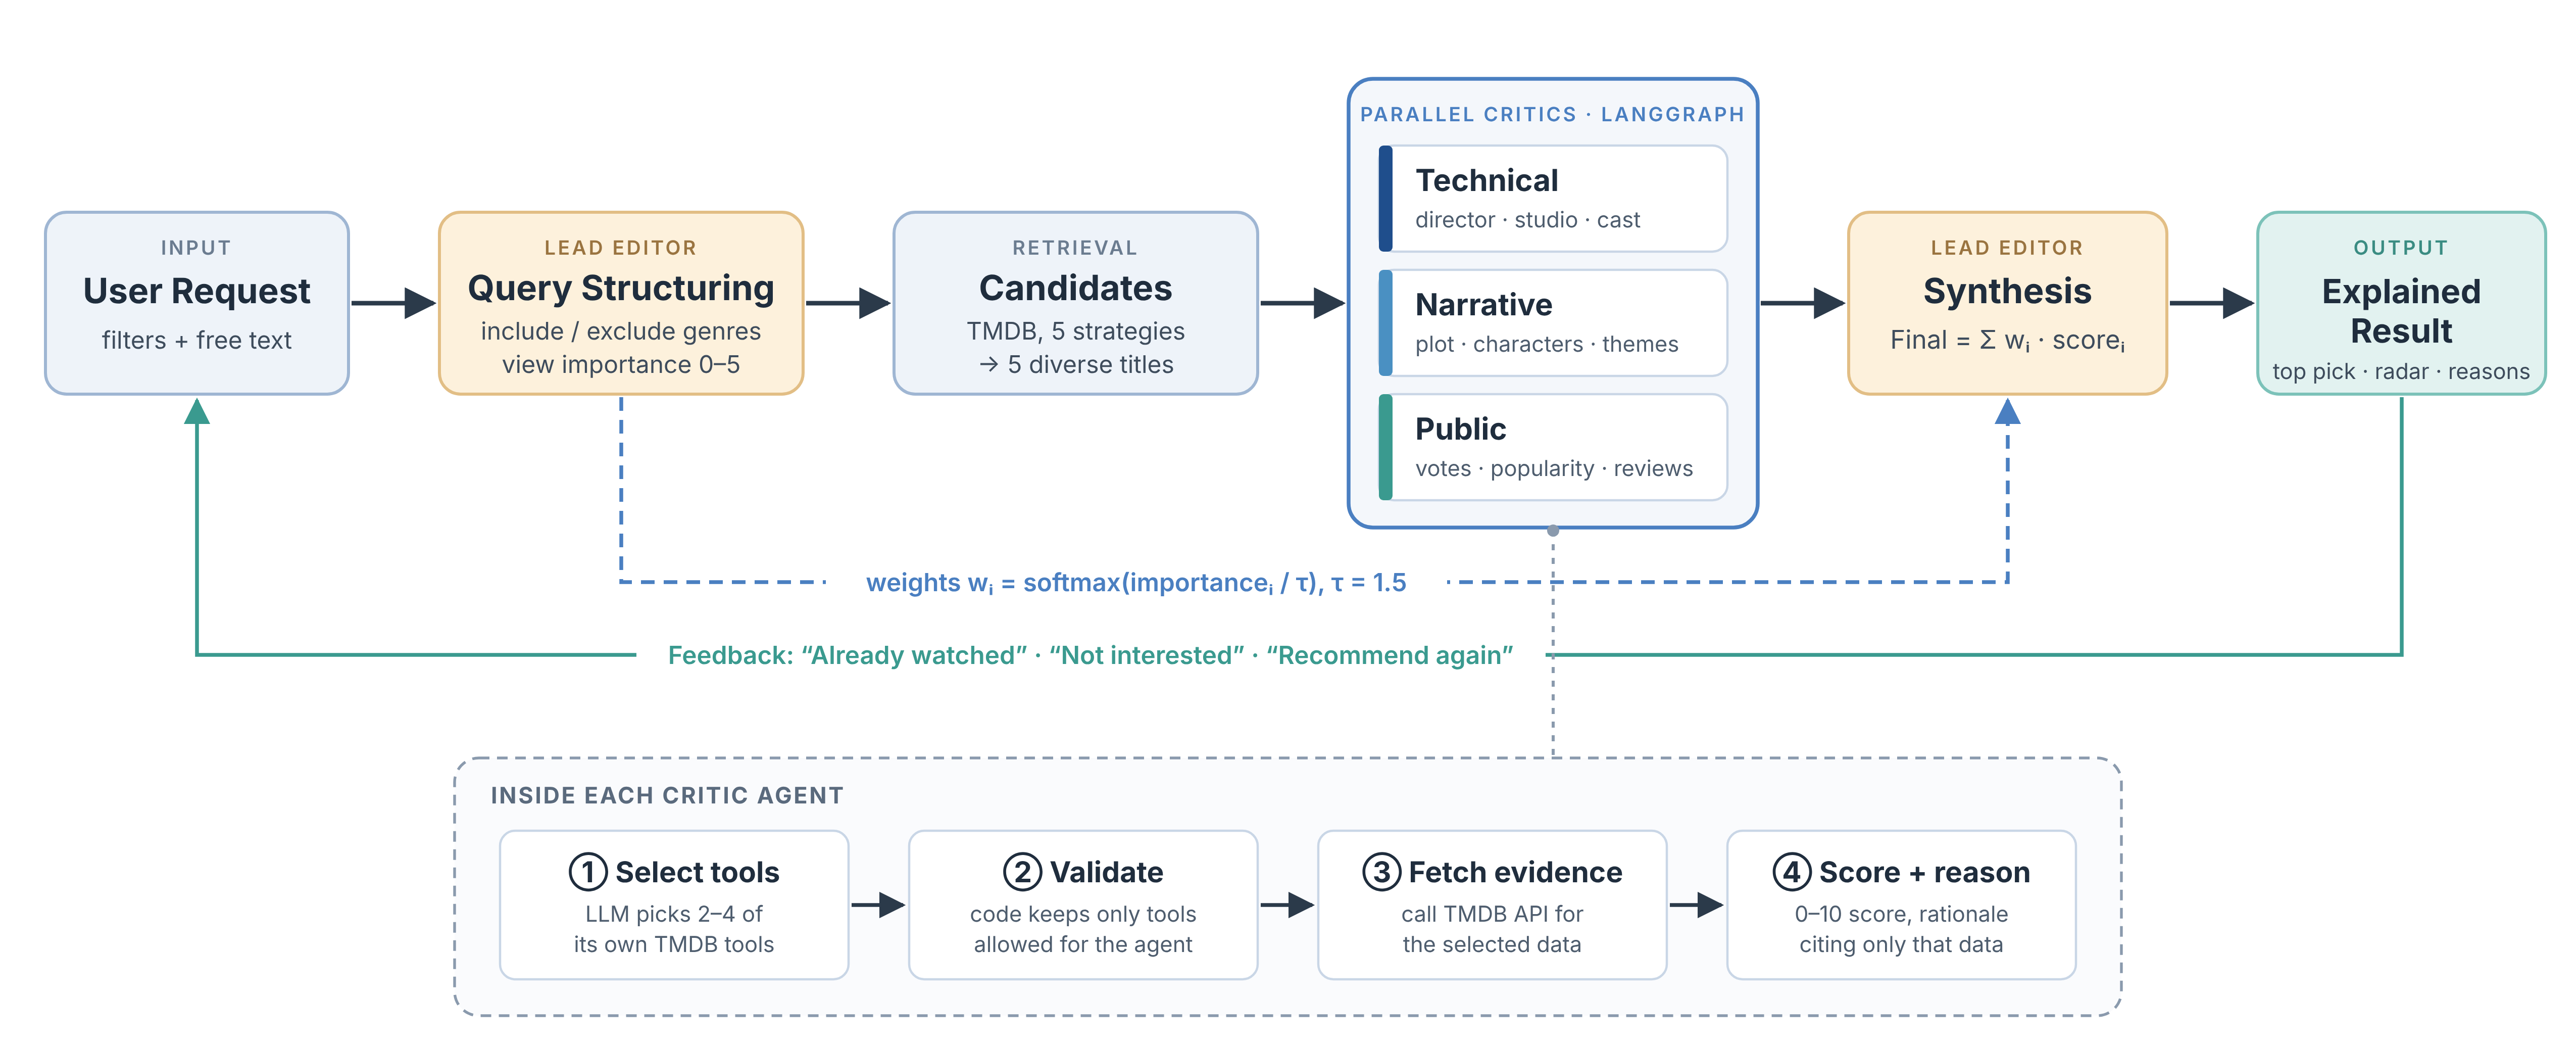 PARALLEL CRITICS · LANGGRAPH
Technical
director · studio · cast
Narrative
plot · characters · themes
Public
votes · popularity · reviews
INPUT
User Request
filters + free text
LEAD EDITOR
Query Structuring
include / exclude genres
view importance 0–5
RETRIEVAL
Candidates
TMDB, 5 strategies
→ 5 diverse titles
LEAD EDITOR
Synthesis
Final = Σ wᵢ · scoreᵢ
OUTPUT
Explained
Result
top pick · radar · reasons
weights wᵢ = softmax(importanceᵢ / τ), τ = 1.5
Feedback: “Already watched” · “Not interested” · “Recommend again”
INSIDE EACH CRITIC AGENT
① Select tools
LLM picks 2–4 of
its own TMDB tools
② Validate
code keeps only tools
allowed for the agent
③ Fetch evidence
call TMDB API for
the selected data
④ Score + reason
0–10 score, rationale
citing only that data